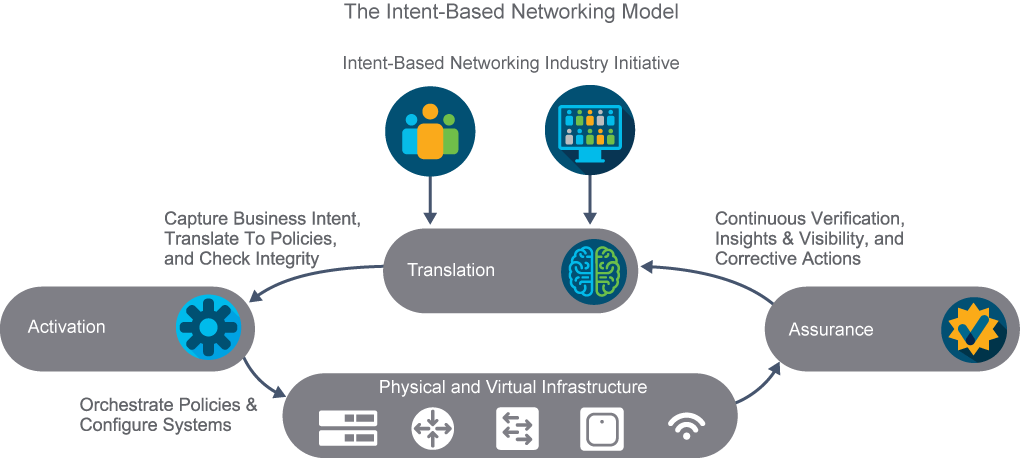 The Intent-Based Networking Model
Intent-Based Networking Industry Initiative
Capture Business Intent,
Translate To Policies,
and Check Integrity
Continuous Verification,
Insights & Visibility, and
Corrective Actions
Translation
Activation
Assurance
Physical and Virtual Infrastructure
Orchestrate Policies &
Configure Systems